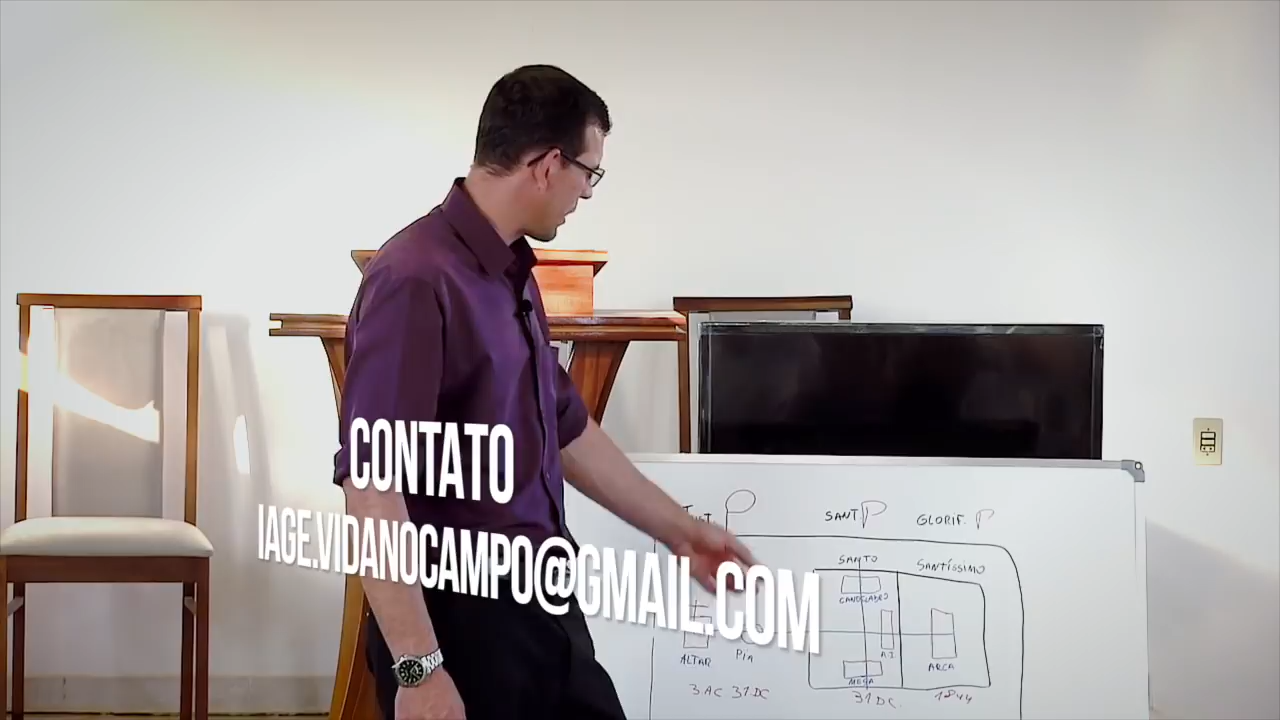 CONTATO
IAGE.VIDANOCAMPO@GMAIL.COM
SANT P GLORIF. P
SANTO SANTÍSSIMO
CANDELABRO
ALTAR PIA A I ARCA
MESA
3 AC 31 DC 31 DC. 1844